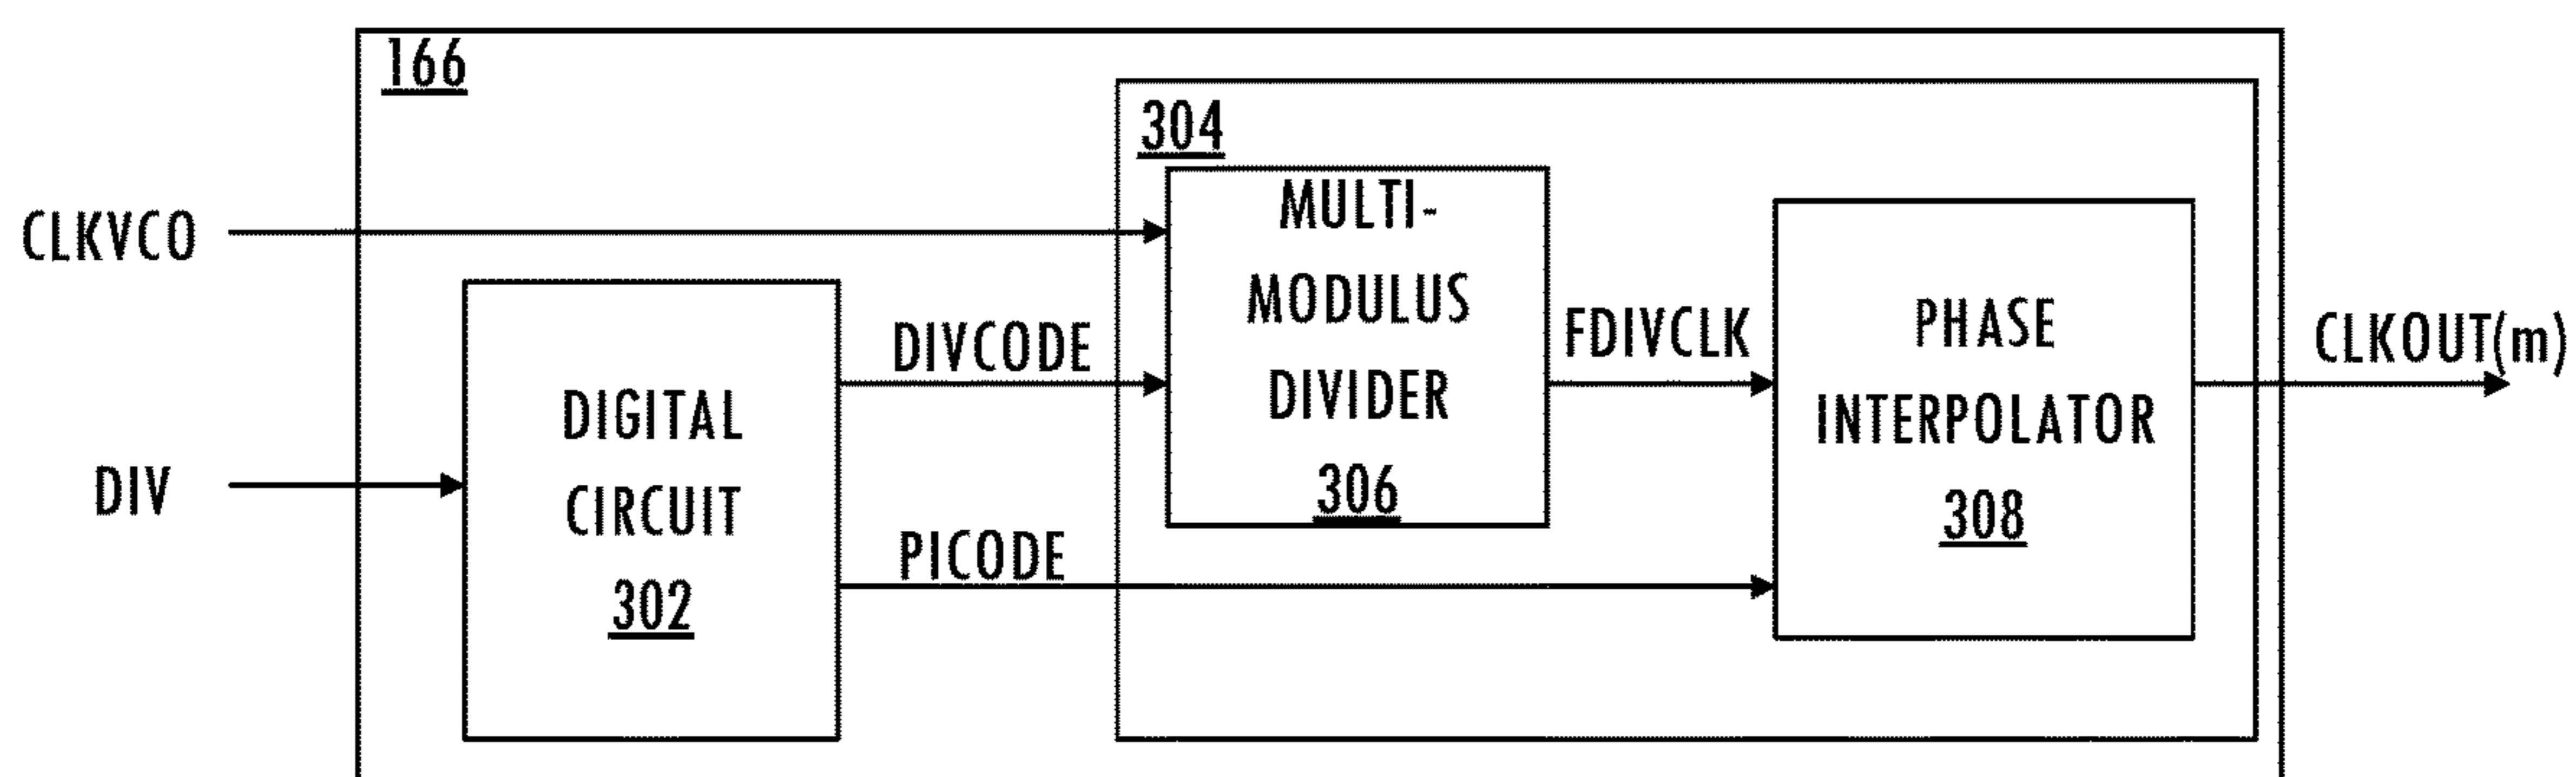 166
304
CLKVCO
MULTI-
MODULUS
DIVIDER
306
DIV
DIGITAL
CIRCUIT
302
DIVCODE
PICODE
FDIVCLK
PHASE
INTERPOLATOR
308
CLKOUT(m)